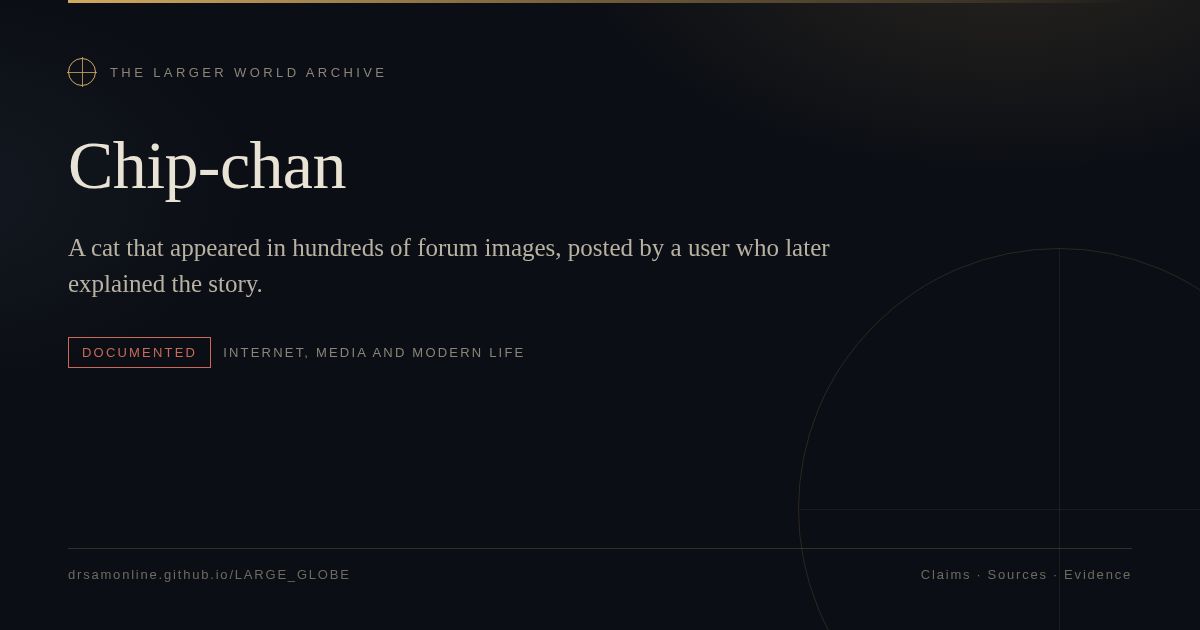 THE LARGER WORLD ARCHIVE
Chip-chan
A cat that appeared in hundreds of forum images, posted by a user who later
explained the story.
DOCUMENTED INTERNET, MEDIA AND MODERN LIFE
drsamonline.github.io/LARGE_GLOBE Claims · Sources · Evidence